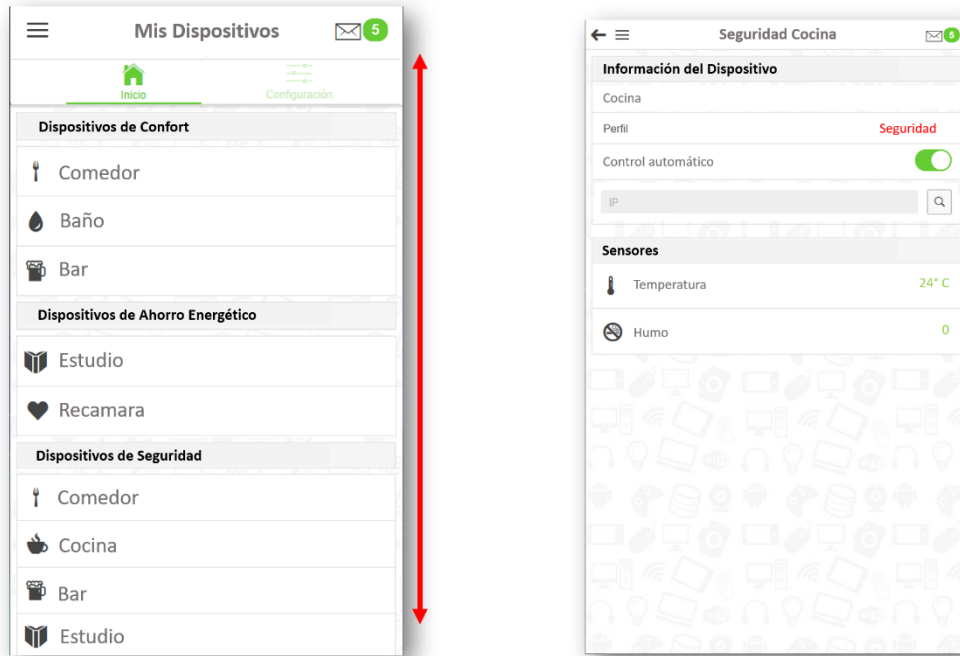 Mis Dispositivos 5
Inicio Configuración
Dispositivos de Confort
Comedor
Baño
Bar
Dispositivos de Ahorro Energético
Estudio
Recamara
Dispositivos de Seguridad
Comedor
Cocina
Bar
Estudio
Seguridad Cocina 5
Información del Dispositivo
Cocina
Perfil Seguridad
Control automático
IP
Sensores
Temperatura 24° C
Humo 0